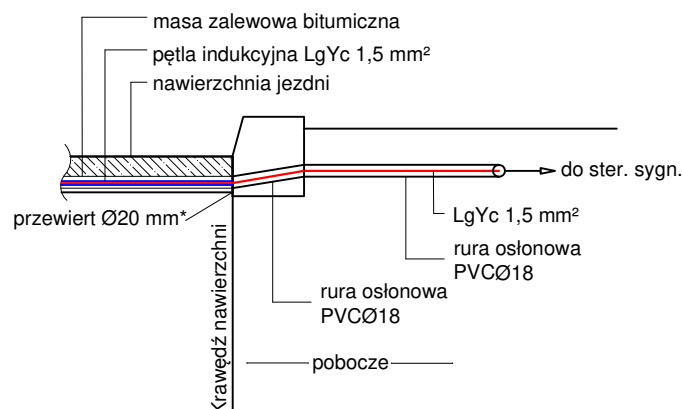 masa zalewowa bitumiczna
pętla indukcyjna LgYc 1,5 mm²
nawierzchnia jezdni
do ster. sygn.
przewiert Ø20 mm*
LgYc 1,5 mm²
rura osłonowa
PVCØ18
rura osłonowa
PVCØ18
Krawędź nawierzchni
pobocze